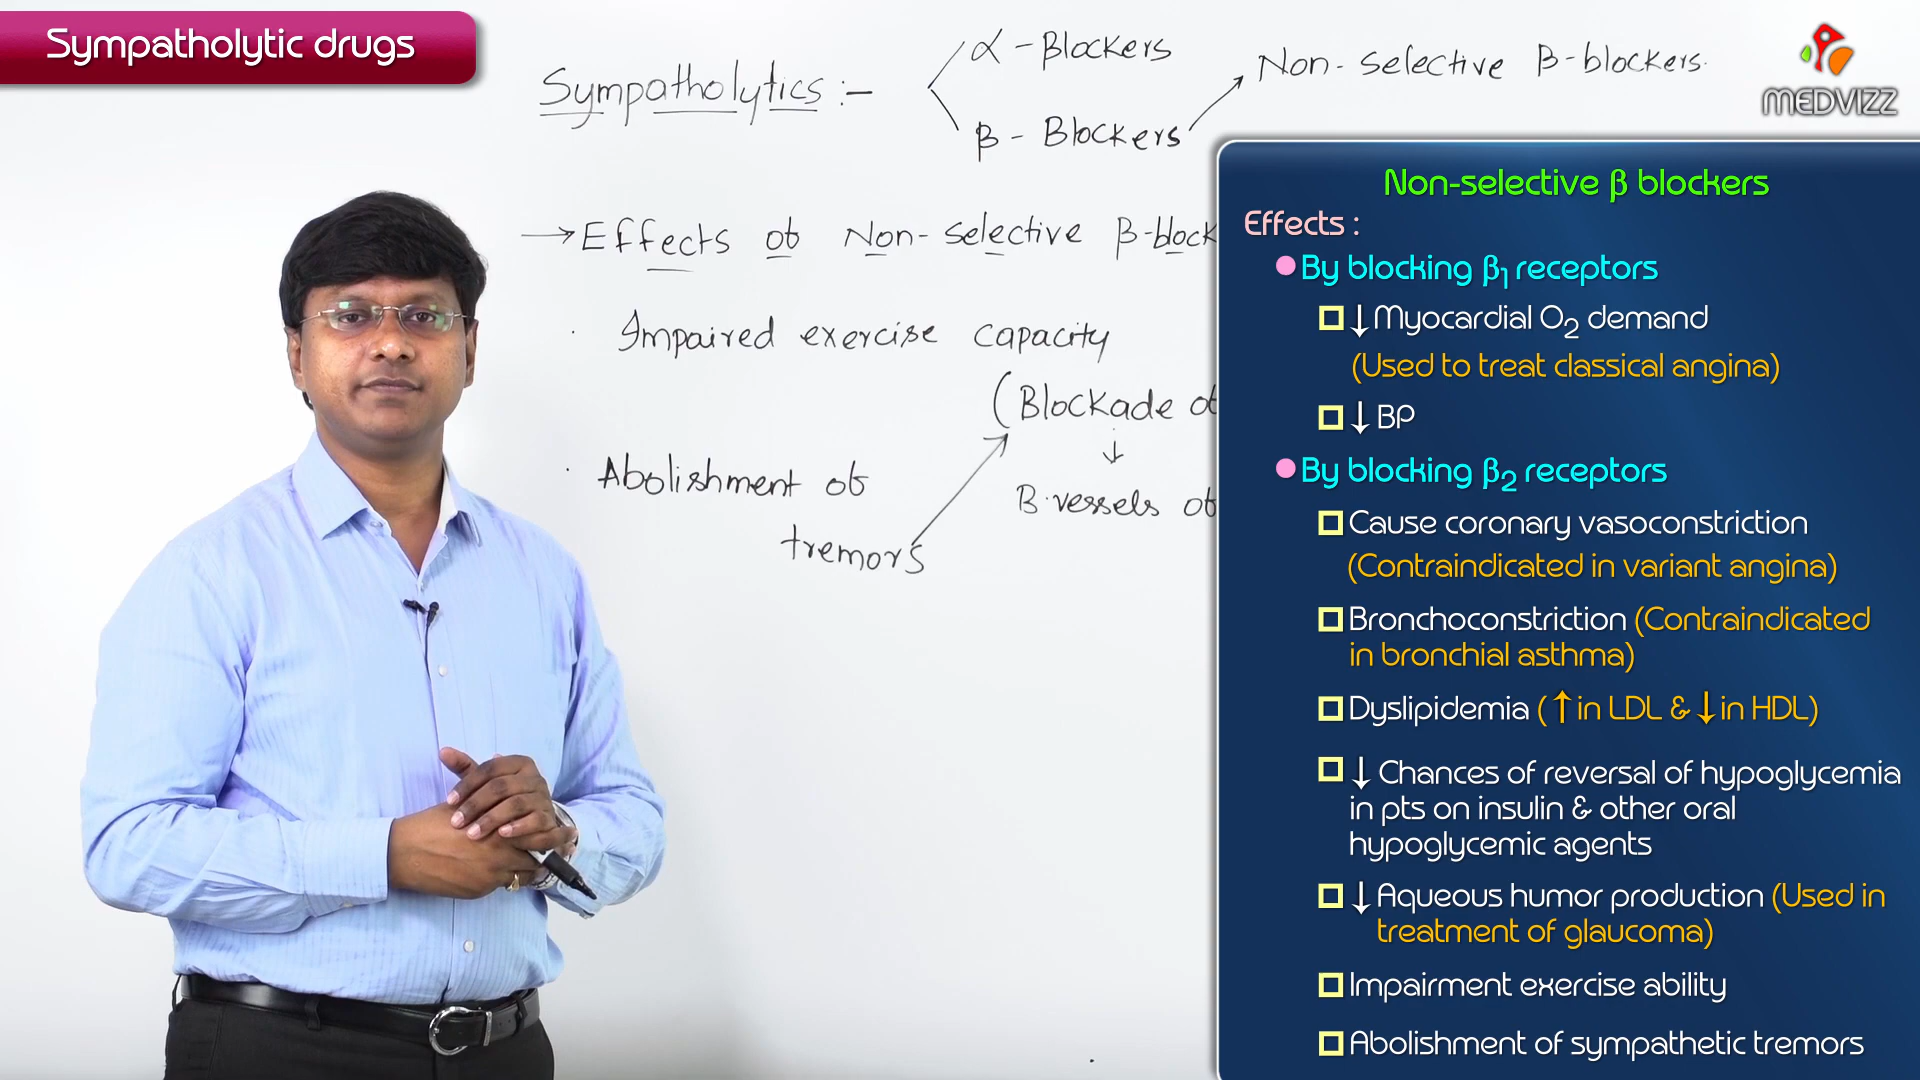 Sympatholytic drugs
Sympatholytics :-
α - Blockers
β - Blockers
Non- selective β-blockers.
MEDVIZZ
→ Effects of Non-selective β-block
· Impaired exercise capacity
(Blockade of
↓
B.vessels of
· Abolishment of
tremors
Non-selective β blockers
Effects :
By blocking β1 receptors
↓ Myocardial O2 demand
(Used to treat classical angina)
↓ BP
By blocking β2 receptors
Cause coronary vasoconstriction
(Contraindicated in variant angina)
Bronchoconstriction (Contraindicated
in bronchial asthma)
Dyslipidemia (↑ in LDL & ↓ in HDL)
↓ Chances of reversal of hypoglycemia
in pts on insulin & other oral
hypoglycemic agents
↓ Aqueous humor production (Used in
treatment of glaucoma)
Impairment exercise ability
Abolishment of sympathetic tremors